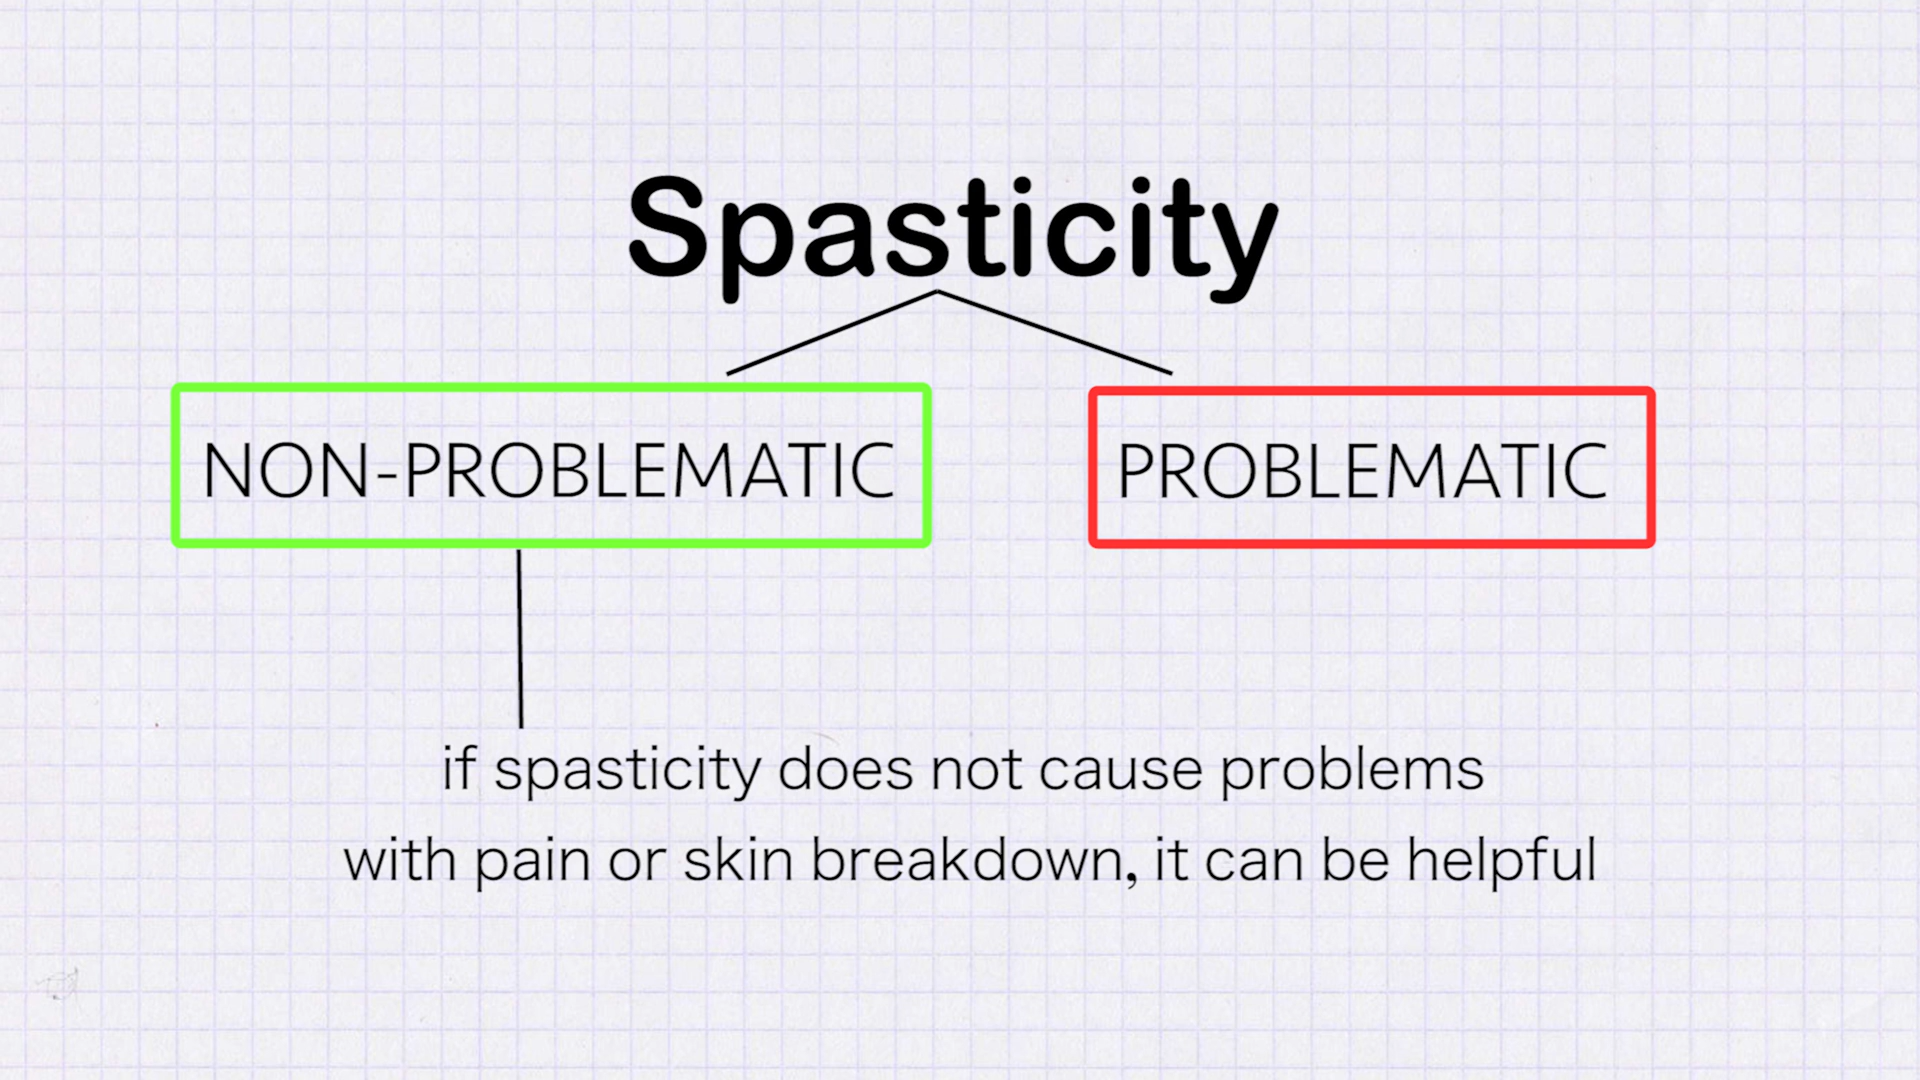 Spasticity
NON-PROBLEMATIC
PROBLEMATIC
if spasticity does not cause problems
with pain or skin breakdown, it can be helpful